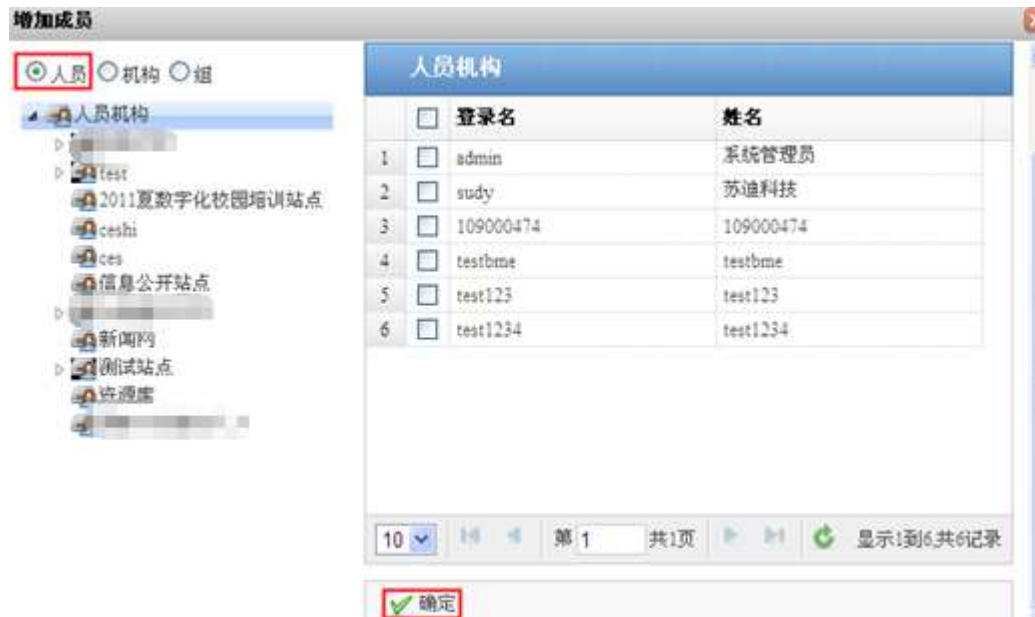 增加成员
人员 机构 组
人员机构
test
2011夏数字化校园培训站点
ceshi
ces
信息公开站点
新闻网
测试站点
资源库
人员机构
登录名 姓名
1 admin 系统管理员
2 sudy 苏迪科技
3 109000474 109000474
4 testbme testbme
5 test123 test123
6 test1234 test1234
10 第 1 共1页 显示1到6,共6记录
确定